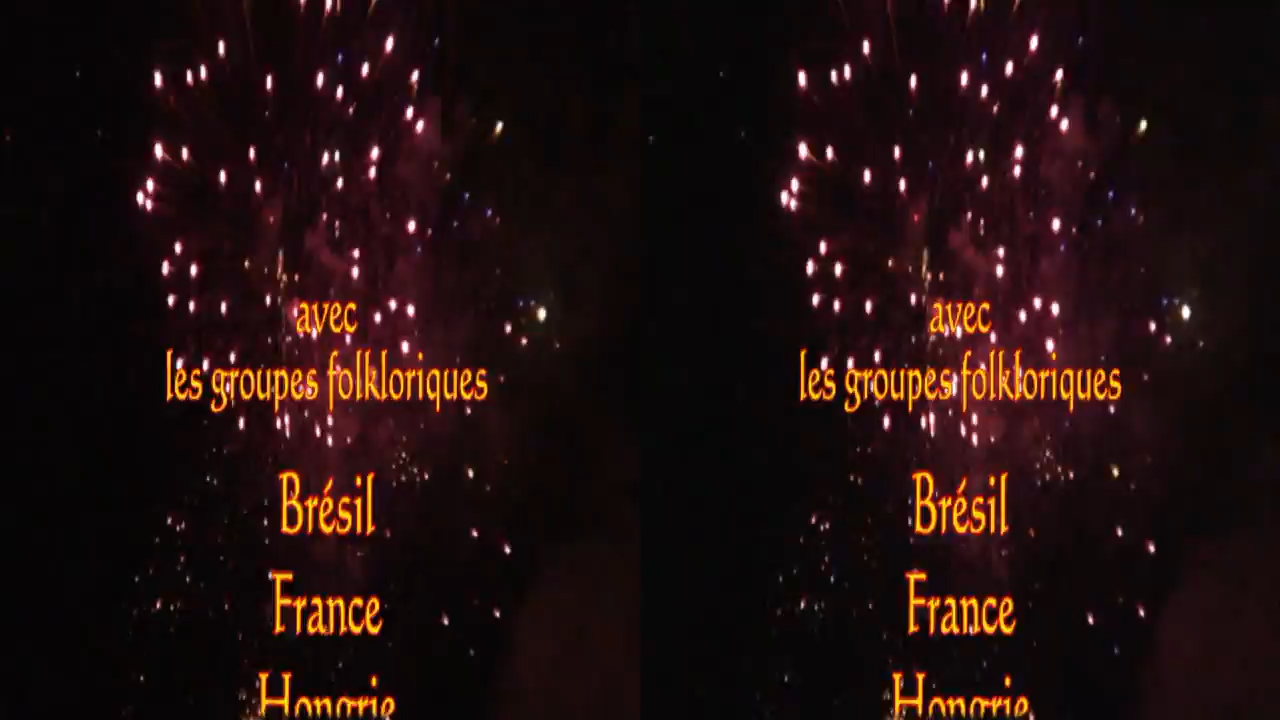 avec
les groupes folkloriques
Brésil
France
Hongrie
avec
les groupes folkloriques
Brésil
France
Hongrie